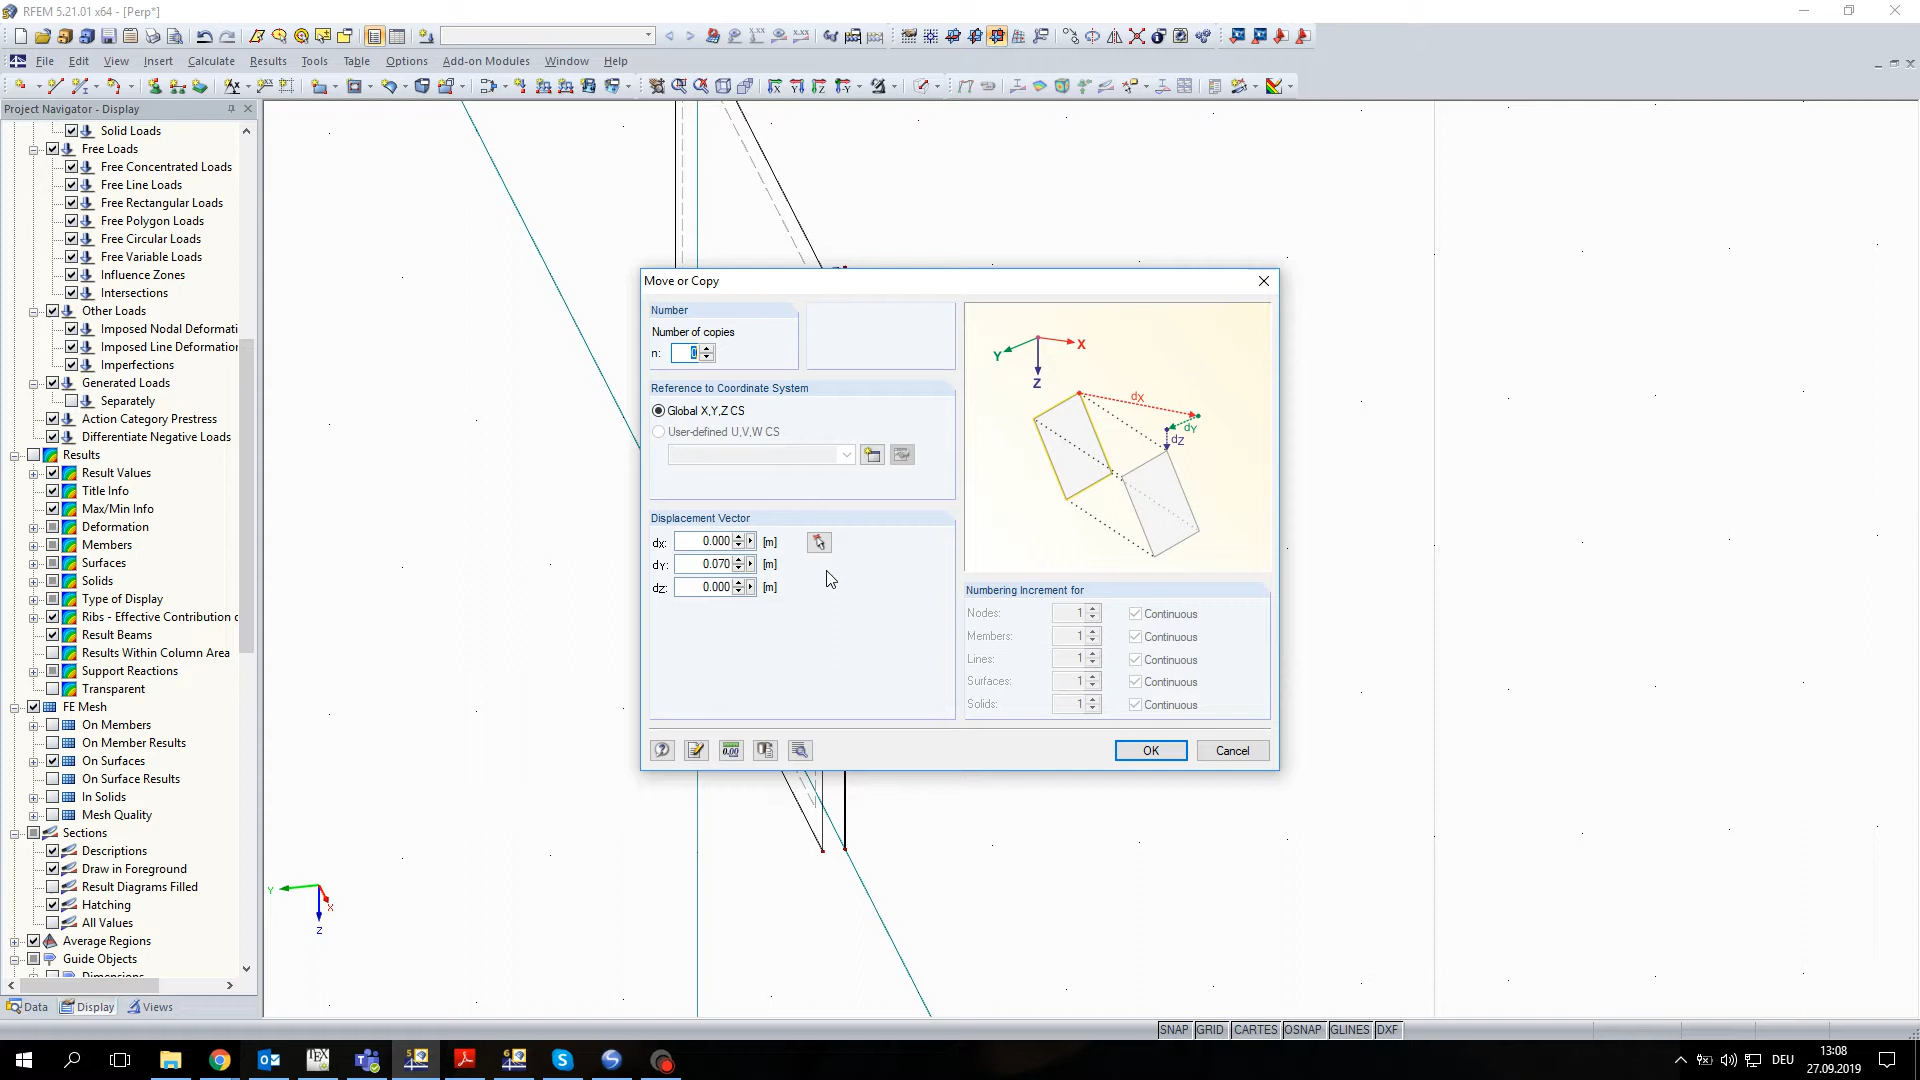 RFEM 5.21.01 x64 - [Perp*]
File Edit View Insert Calculate Results Tools Table Options Add-on Modules Window Help
Project Navigator - Display
Solid Loads
Free Loads
Free Concentrated Loads
Free Line Loads
Free Rectangular Loads
Free Polygon Loads
Free Circular Loads
Free Variable Loads
Influence Zones
Intersections
Other Loads
Imposed Nodal Deformati
Imposed Line Deformation
Imperfections
Generated Loads
Separately
Action Category Prestress
Differentiate Negative Loads
Results
Result Values
Title Info
Max/Min Info
Deformation
Members
Surfaces
Solids
Type of Display
Ribs - Effective Contribution o
Result Beams
Results Within Column Area
Support Reactions
Transparent
FE Mesh
On Members
On Member Results
On Surfaces
On Surface Results
In Solids
Mesh Quality
Sections
Descriptions
Draw in Foreground
Result Diagrams Filled
Hatching
All Values
Average Regions
Guide Objects
Dimensions
Data Display Views
Y
X
Z
Move or Copy
Number
Number of copies
n: 0
Reference to Coordinate System
Global X,Y,Z CS
User-defined U,V,W CS
Displacement Vector
dX: 0.000 [m]
dY: 0.070 [m]
dZ: 0.000 [m]
Y X
Z
dX
dY
dZ
Numbering Increment for
Nodes: 1 Continuous
Members: 1 Continuous
Lines: 1 Continuous
Surfaces: 1 Continuous
Solids: 1 Continuous
0.00
OK Cancel
SNAP GRID CARTES OSNAP GLINES DXF
DEU
13:08
27.09.2019